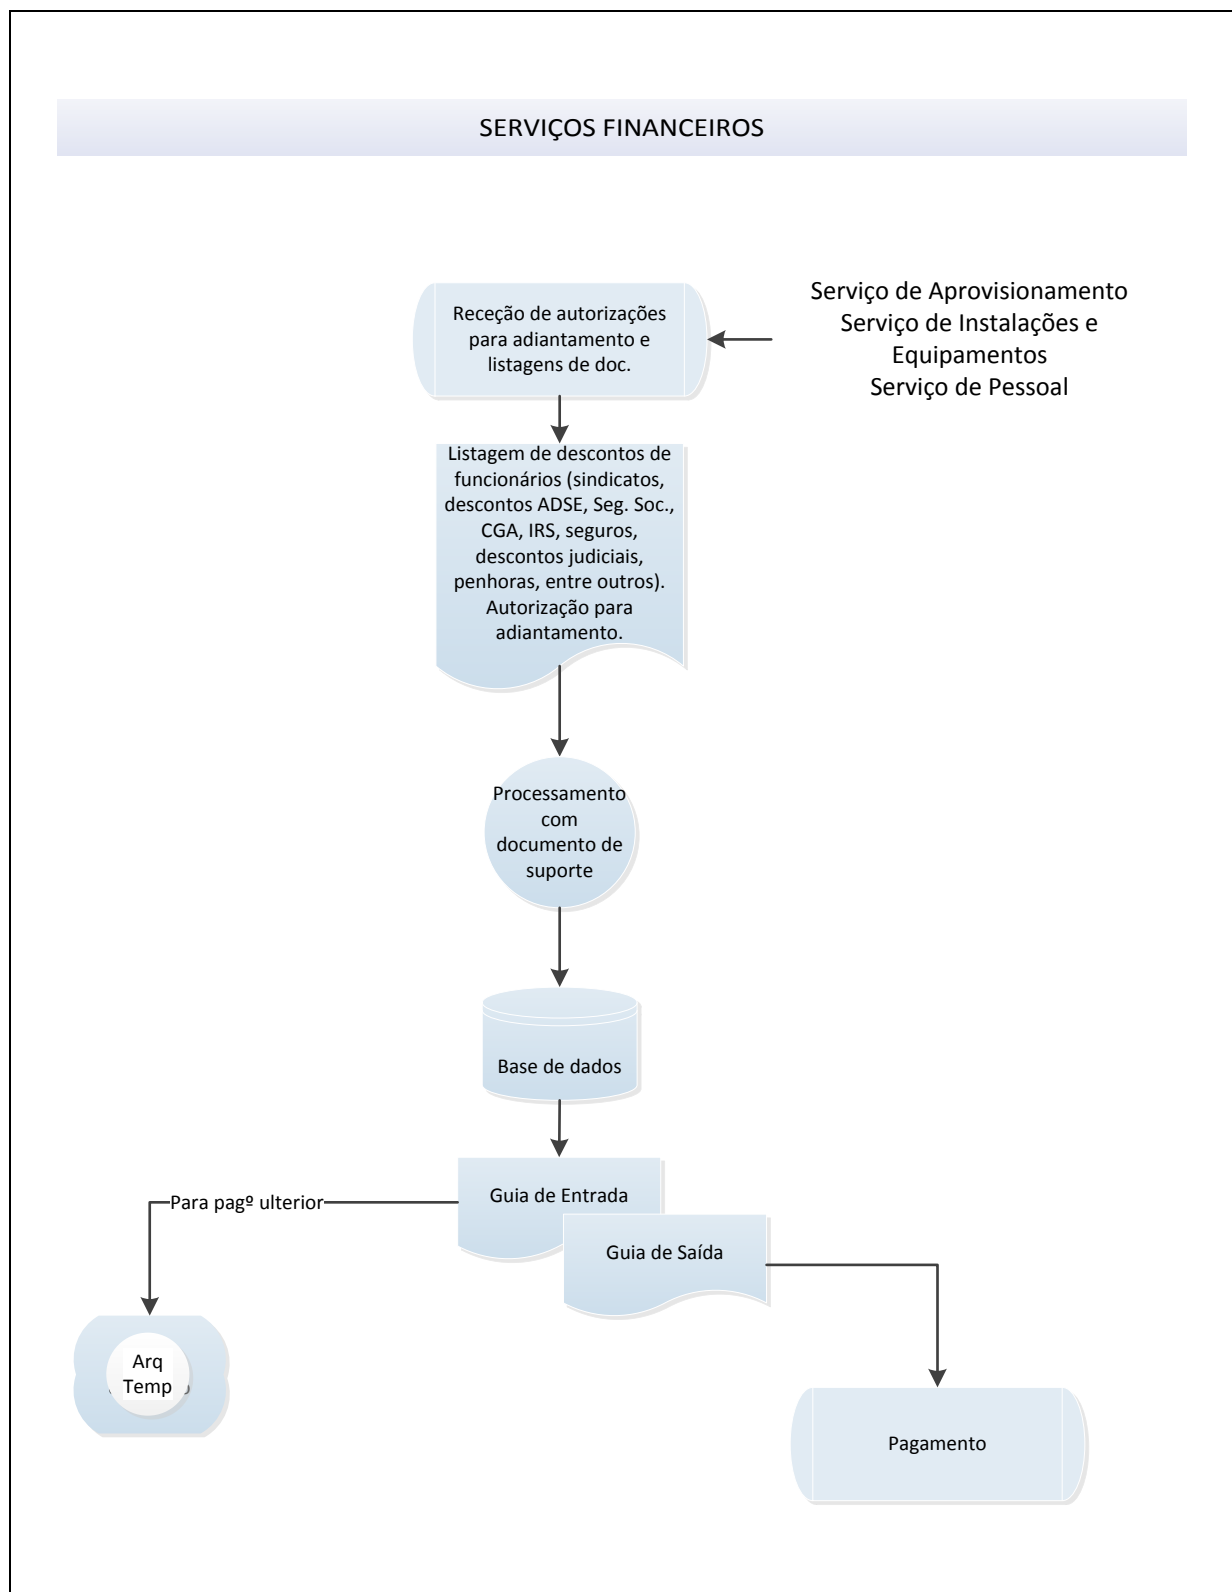 SERVIÇOS FINANCEIROS
Receção de autorizações
para adiantamento e
listagens de doc.
Serviço de Aprovisionamento
Serviço de Instalações e
Equipamentos
Serviço de Pessoal
Listagem de descontos de
funcionários (sindicatos,
descontos ADSE, Seg. Soc.,
CGA, IRS, seguros,
descontos judiciais,
penhoras, entre outros).
Autorização para
adiantamento.
Processamento
com
documento de
suporte
Base de dados
Guia de Entrada
Para pagº ulterior
Guia de Saída
Arq
Temp
Pagamento